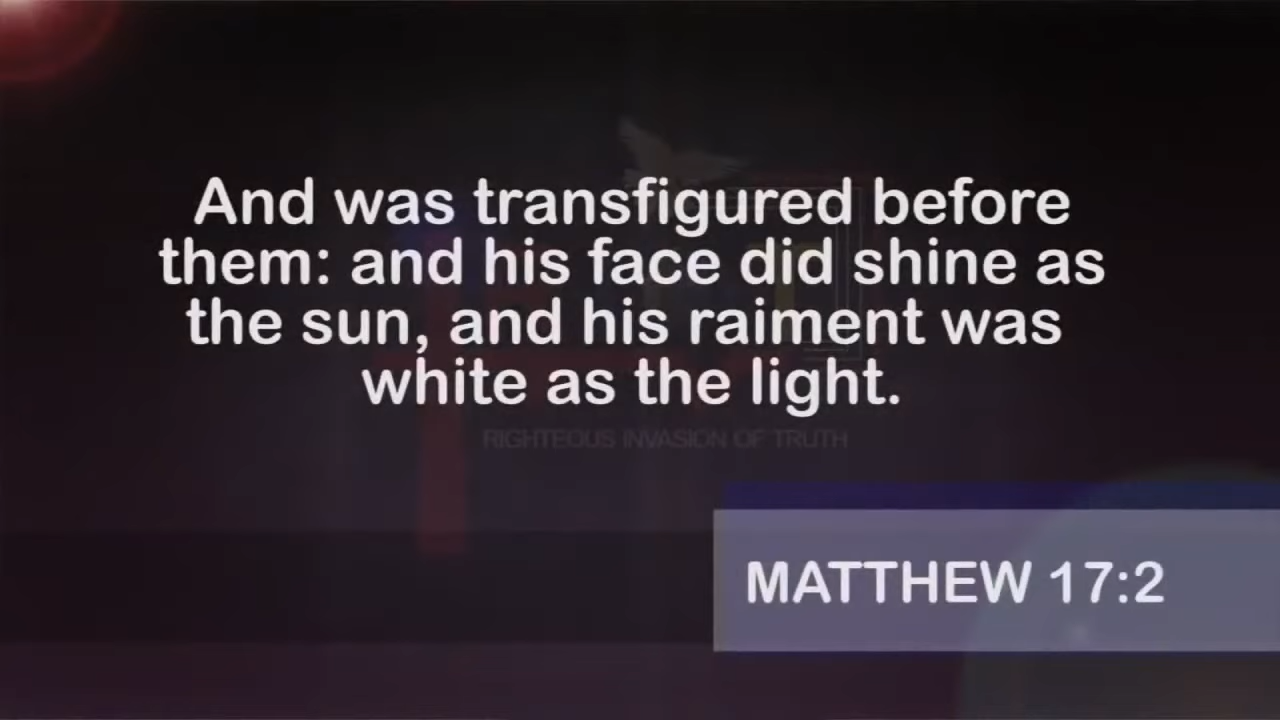 And was transfigured before
them: and his face did shine as
the sun, and his raiment was
white as the light.
RIGHTEOUS INVASION OF TRUTH
MATTHEW 17:2